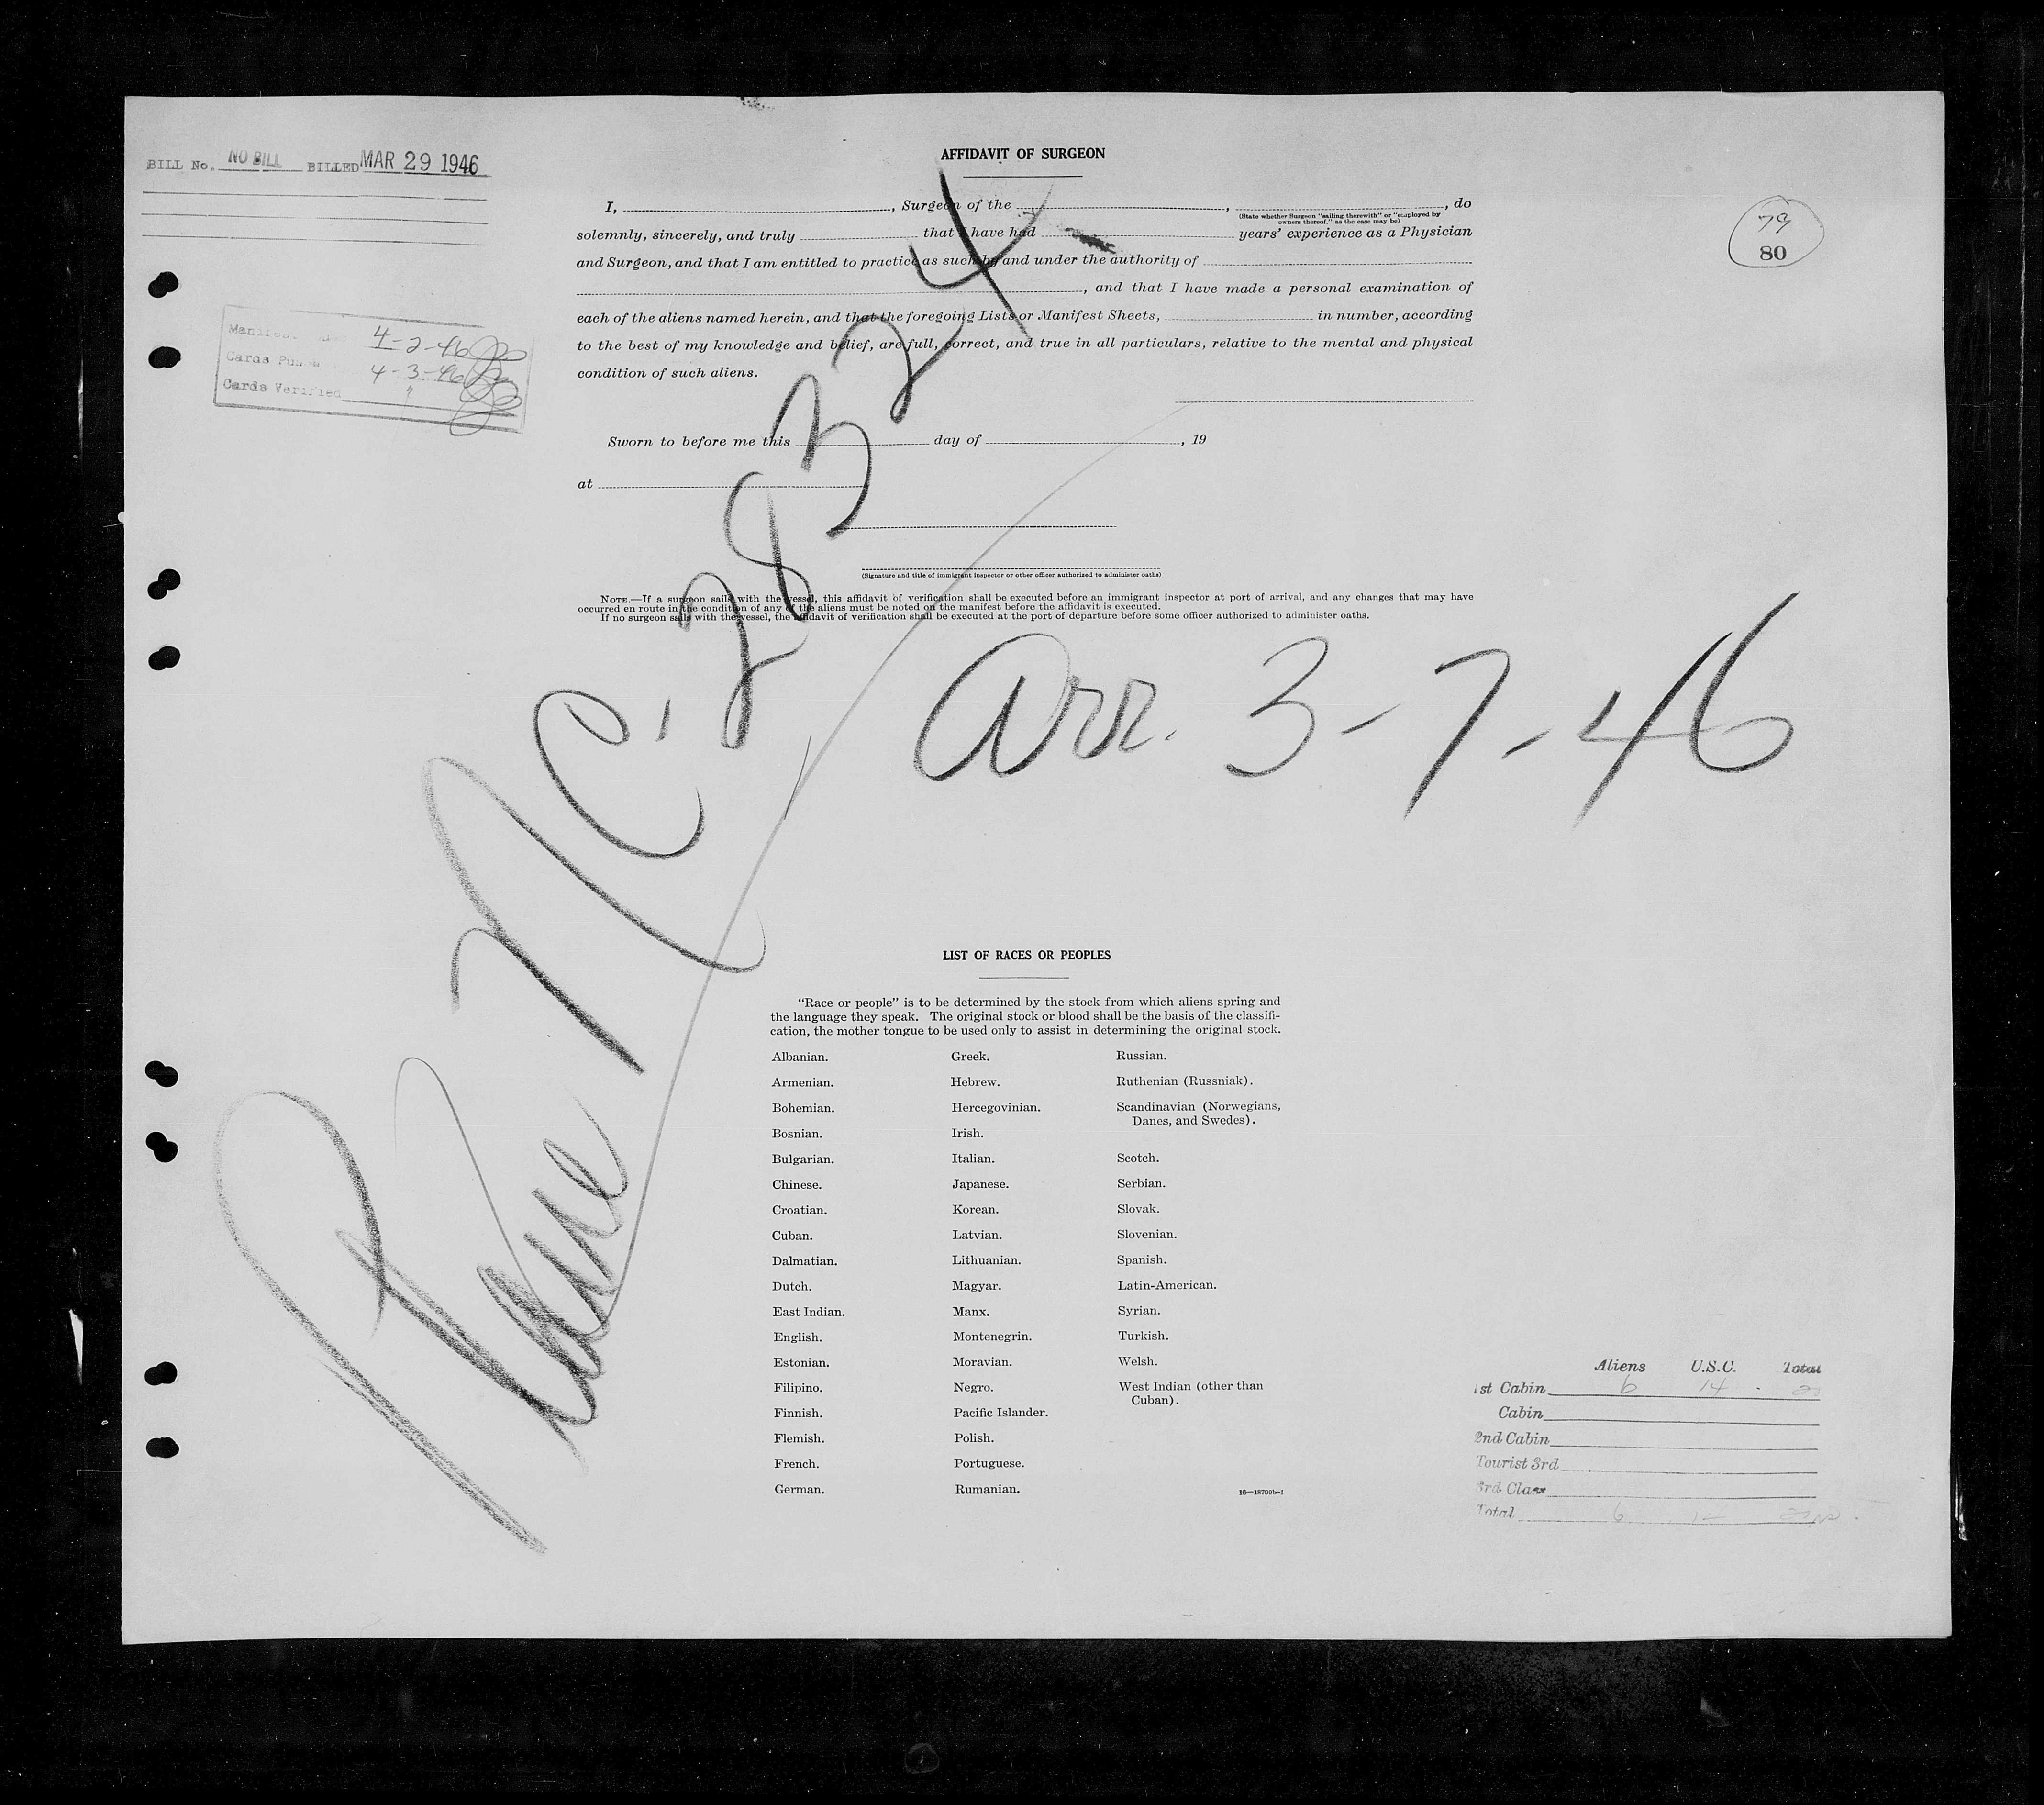 BILL No. NO BILL BILLED MAR 29 1946
AFFIDAVIT OF SURGEON
79
80
I, , Surgeon of the , , do
(State whether Surgeon "sailing therewith" or "employed by
owners thereof," as the case may be)
solemnly, sincerely, and truly that I have had years' experience as a Physician
and Surgeon, and that I am entitled to practice as such by and under the authority of
, and that I have made a personal examination of
each of the aliens named herein, and that the foregoing Lists or Manifest Sheets, in number, according
to the best of my knowledge and belief, are full, correct, and true in all particulars, relative to the mental and physical
condition of such aliens.
4-2-46
Cards 4-3-46
Cards Verified "
Sworn to before me this day of , 19
at
(Signature and title of immigrant inspector or other officer authorized to administer oaths)
NOTE.—If a surgeon sails with the vessel, this affidavit of verification shall be executed before an immigrant inspector at port of arrival, and any changes that may have
occurred en route in the condition of any of the aliens must be noted on the manifest before the affidavit is executed.
If no surgeon sails with the vessel, the affidavit of verification shall be executed at the port of departure before some officer authorized to administer oaths.
Plane NC. 28324
Arr. 3-7-46
LIST OF RACES OR PEOPLES
"Race or people" is to be determined by the stock from which aliens spring and
the language they speak. The original stock or blood shall be the basis of the classifi-
cation, the mother tongue to be used only to assist in determining the original stock.
Albanian. Greek. Russian.
Armenian. Hebrew. Ruthenian (Russniak).
Bohemian. Hercegovinian. Scandinavian (Norwegians,
Danes, and Swedes).
Bosnian. Irish.
Bulgarian. Italian. Scotch.
Chinese. Japanese. Serbian.
Croatian. Korean. Slovak.
Cuban. Latvian. Slovenian.
Dalmatian. Lithuanian. Spanish.
Dutch. Magyar. Latin-American.
East Indian. Manx. Syrian.
English. Montenegrin. Turkish.
Estonian. Moravian. Welsh.
Filipino. Negro. West Indian (other than
Cuban).
Finnish. Pacific Islander.
Flemish. Polish.
French. Portuguese.
German. Rumanian.
16—18700b-1
Aliens U.S.C. Total
1st Cabin 6 14
Cabin
2nd Cabin
Tourist 3rd
3rd Class
Total 6 14